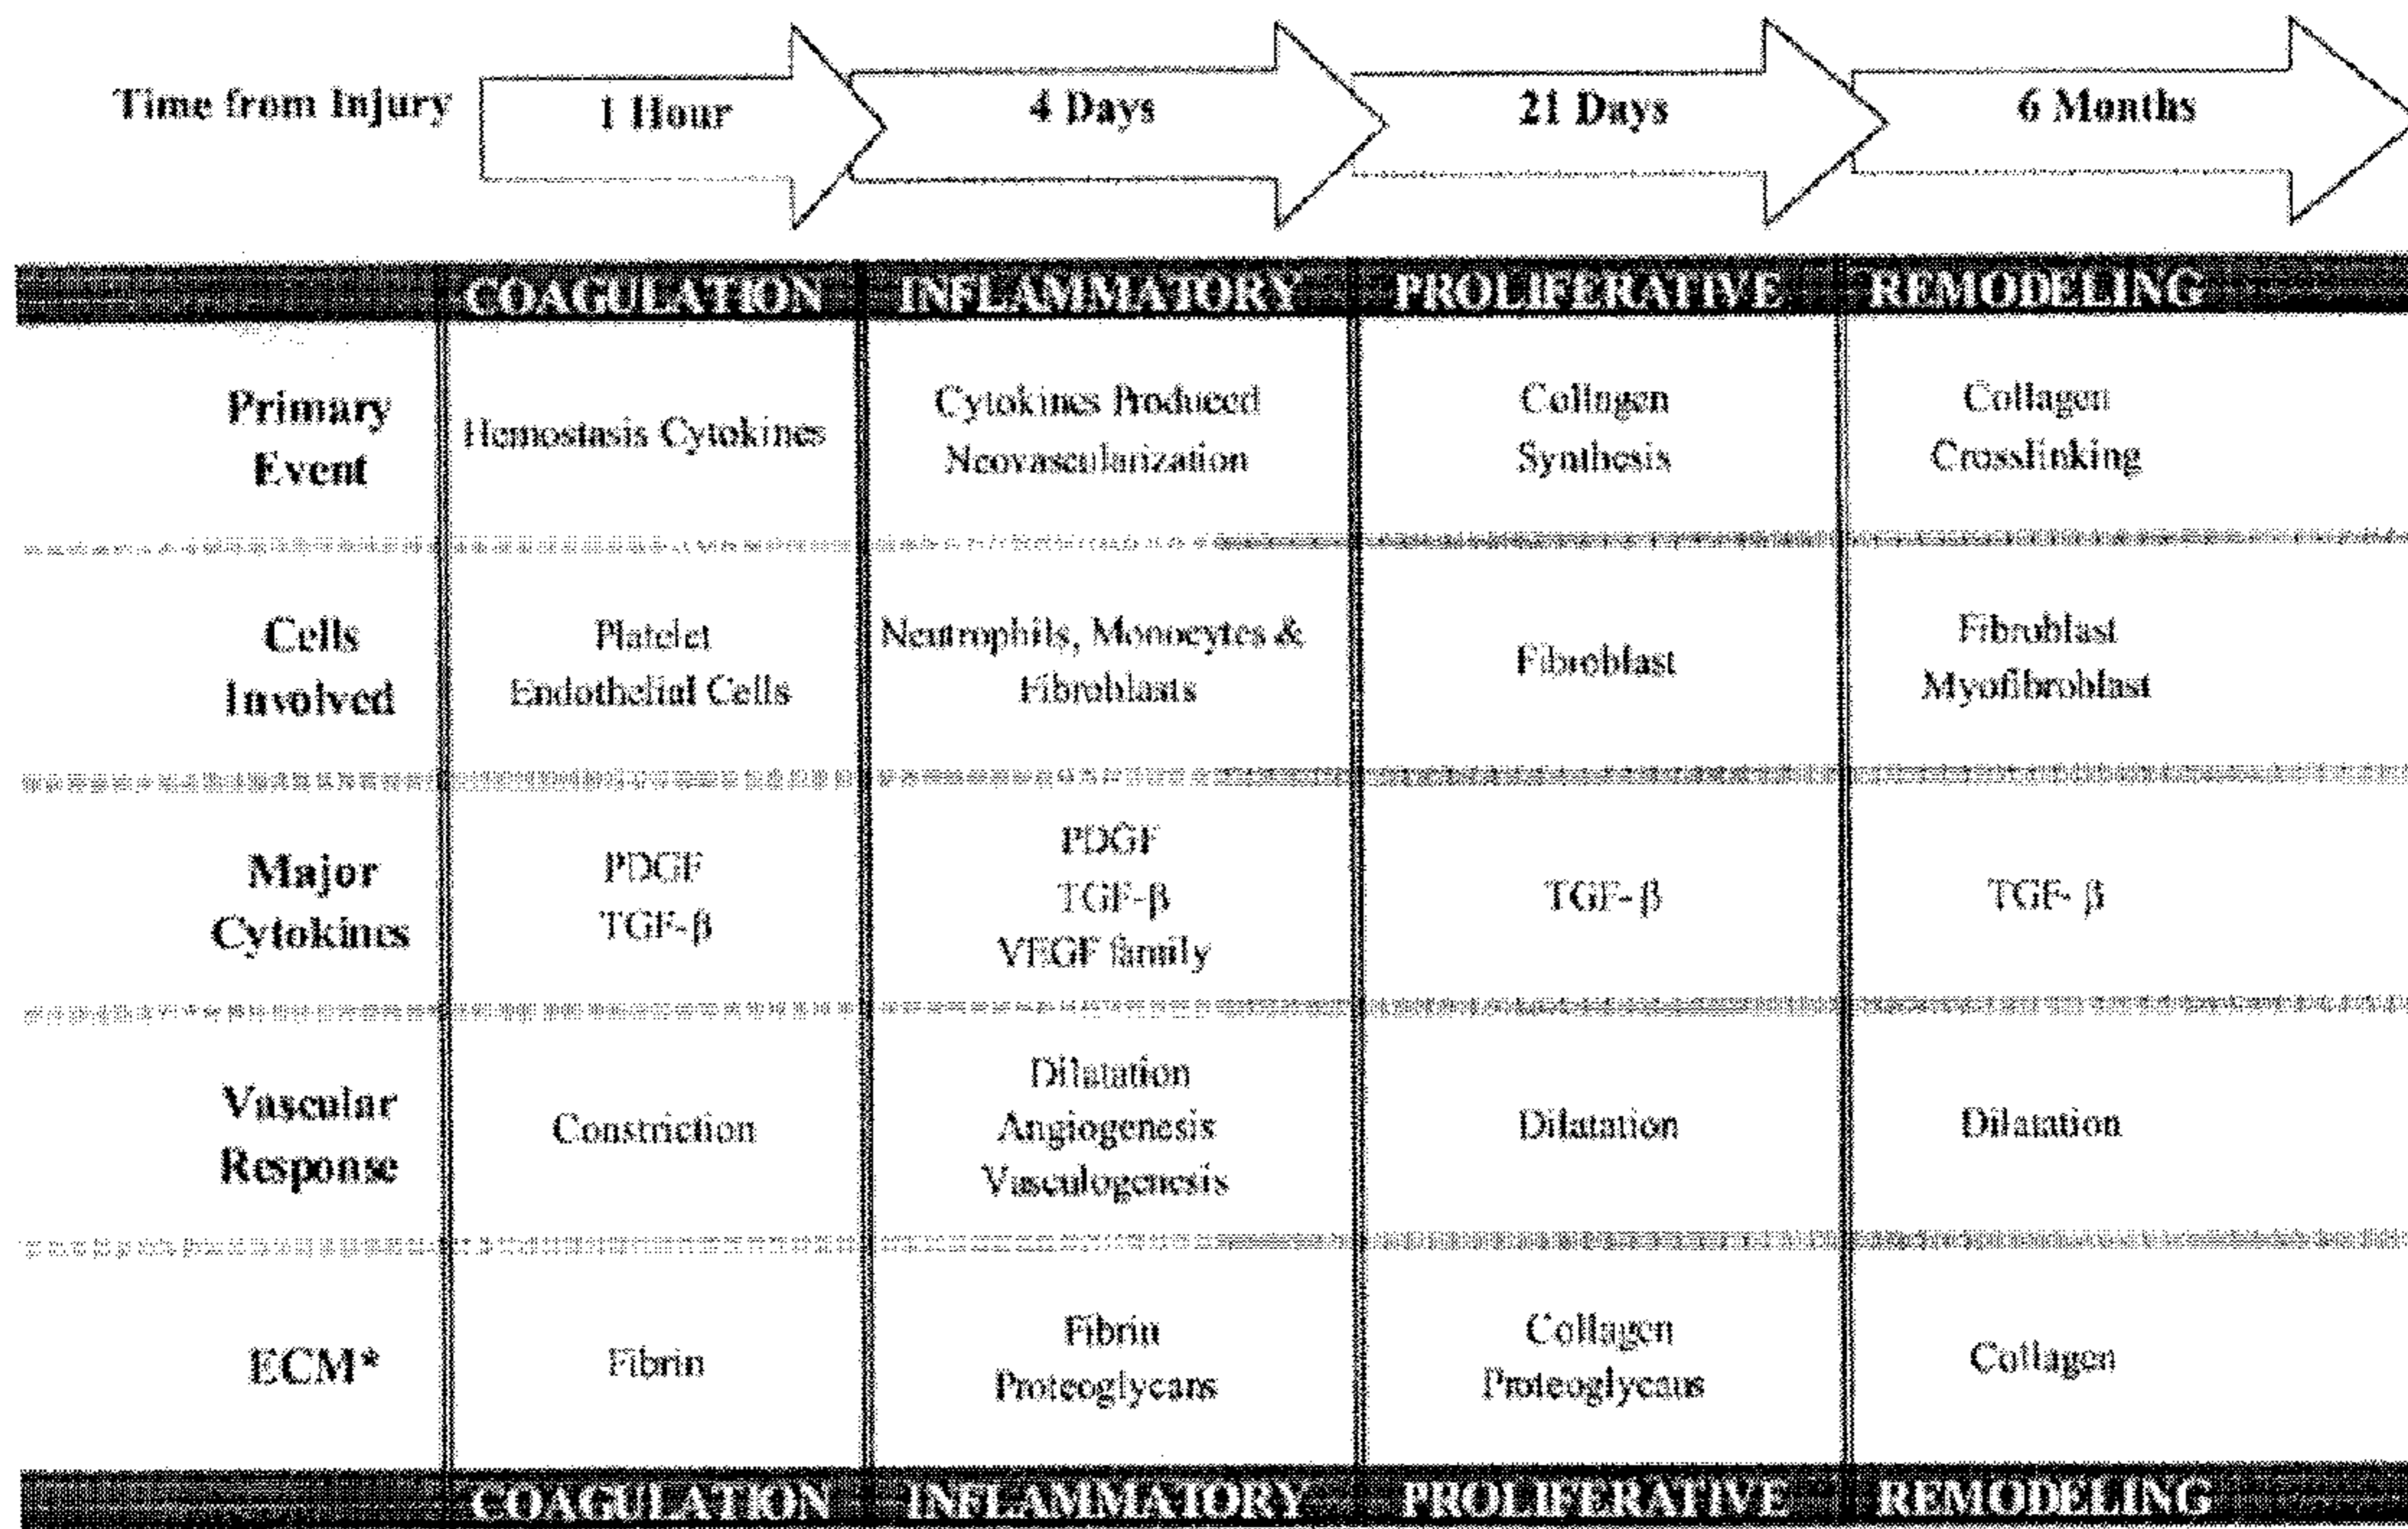 Time from Injury 1 Hour 4 Days 21 Days 6 Months
COAGULATION INFLAMMATORY PROLIFERATIVE REMODELING
Primary
Event
Hemostasis Cytokines
Cytokines Produced
Neovascularization
Collagen
Synthesis
Collagen
Crosslinking
Cells
Involved
Platelet
Endothelial Cells
Neutrophils, Monocytes &
Fibroblasts
Fibroblast
Fibroblast
Myofibroblast
Major
Cytokines
PDGF
TGF-β
PDGF
TGF-β
VEGF family
TGF- β
TGF- β
Vascular
Response
Constriction
Dilatation
Angiogenesis
Vasculogenesis
Dilatation
Dilatation
ECM*
Fibrin
Fibrin
Proteoglycans
Collagen
Proteoglycans
Collagen
COAGULATION INFLAMMATORY PROLIFERATIVE REMODELING